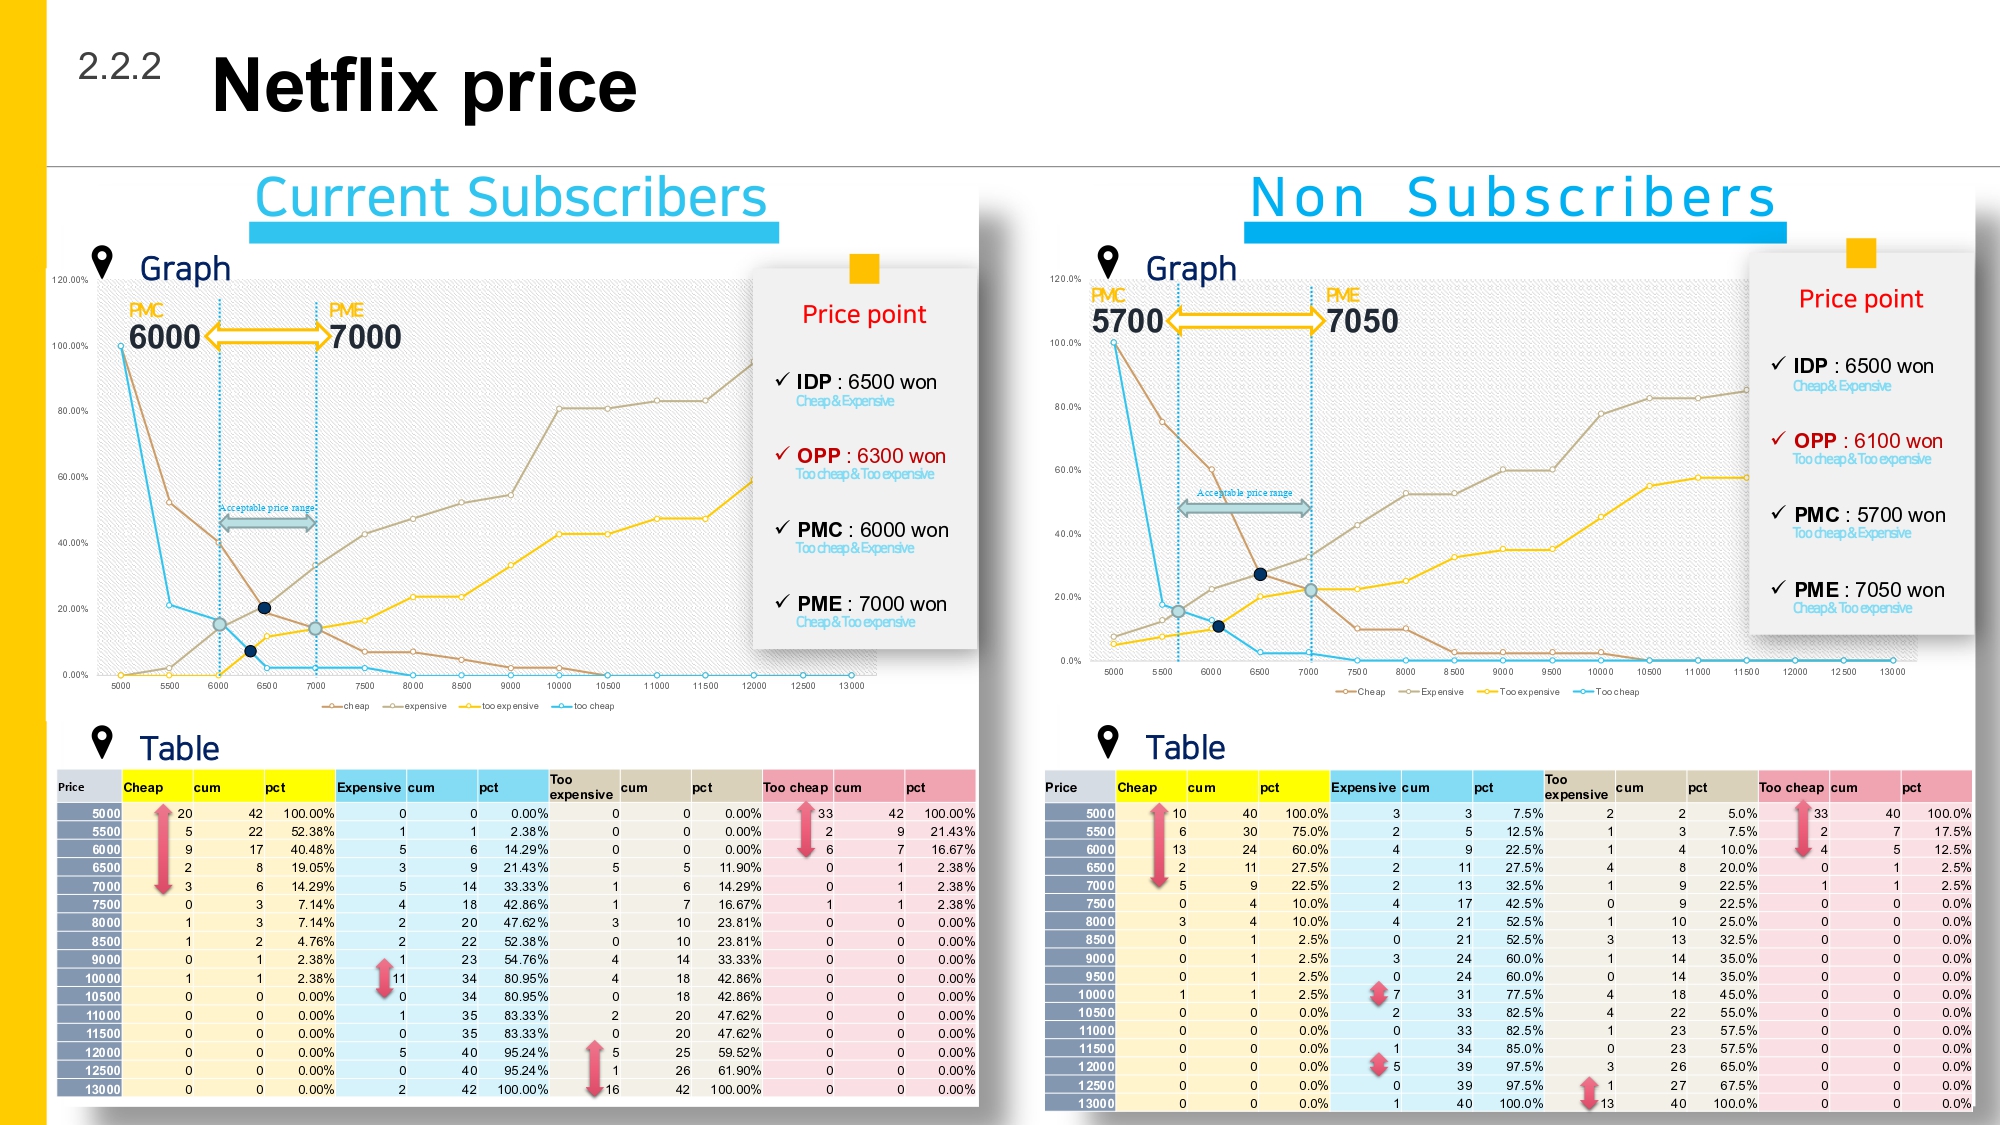 2.2.2
Netflix price
Current Subscribers
Graph
PMC
6000
PME
7000
120.00%
100.00%
80.00%
60.00%
40.00%
20.00%
0.00%
Acceptable price range
5000 5500 6000 6500 7000 7500 8000 8500 9000 10000 10500 11000 11500 12000 12500 13000
cheap expensive too expensive too cheap
Price point
✓ IDP : 6500 won
Cheap & Expensive
✓ OPP : 6300 won
Too cheap & Too expensive
✓ PMC : 6000 won
Too cheap & Expensive
✓ PME : 7000 won
Cheap & Too expensive
Table
Price Cheap cum pct Expensive cum pct Too expensive cum pct Too cheap cum pct
5000 20 42 100.00% 0 0 0.00% 0 0 0.00% 33 42 100.00%
5500 5 22 52.38% 1 1 2.38% 0 0 0.00% 2 9 21.43%
6000 9 17 40.48% 5 6 14.29% 0 0 0.00% 6 7 16.67%
6500 2 8 19.05% 3 9 21.43% 5 5 11.90% 0 1 2.38%
7000 3 6 14.29% 5 14 33.33% 1 6 14.29% 0 1 2.38%
7500 0 3 7.14% 4 18 42.86% 1 7 16.67% 1 1 2.38%
8000 1 3 7.14% 2 20 47.62% 3 10 23.81% 0 0 0.00%
8500 1 2 4.76% 2 22 52.38% 0 10 23.81% 0 0 0.00%
9000 0 1 2.38% 1 23 54.76% 4 14 33.33% 0 0 0.00%
10000 1 1 2.38% 11 34 80.95% 4 18 42.86% 0 0 0.00%
10500 0 0 0.00% 0 34 80.95% 0 18 42.86% 0 0 0.00%
11000 0 0 0.00% 1 35 83.33% 2 20 47.62% 0 0 0.00%
11500 0 0 0.00% 0 35 83.33% 0 20 47.62% 0 0 0.00%
12000 0 0 0.00% 5 40 95.24% 5 25 59.52% 0 0 0.00%
12500 0 0 0.00% 0 40 95.24% 1 26 61.90% 0 0 0.00%
13000 0 0 0.00% 2 42 100.00% 16 42 100.00% 0 0 0.00%
Non Subscribers
Graph
PMC
5700
PME
7050
120.0%
100.0%
80.0%
60.0%
40.0%
20.0%
0.0%
Acceptable price range
5000 5500 6000 6500 7000 7500 8000 8500 9000 9500 10000 10500 11000 11500 12000 12500 13000
Cheap Expensive Too expensive Too cheap
Price point
✓ IDP : 6500 won
Cheap & Expensive
✓ OPP : 6100 won
Too cheap & Too expensive
✓ PMC : 5700 won
Too cheap & Expensive
✓ PME : 7050 won
Cheap & Too expensive
Table
Price Cheap cum pct Expensive cum pct Too expensive cum pct Too cheap cum pct
5000 10 40 100.0% 3 3 7.5% 2 2 5.0% 33 40 100.0%
5500 6 30 75.0% 2 5 12.5% 1 3 7.5% 2 7 17.5%
6000 13 24 60.0% 4 9 22.5% 1 4 10.0% 4 5 12.5%
6500 2 11 27.5% 2 11 27.5% 4 8 20.0% 0 1 2.5%
7000 5 9 22.5% 2 13 32.5% 1 9 22.5% 1 1 2.5%
7500 0 4 10.0% 4 17 42.5% 0 9 22.5% 0 0 0.0%
8000 3 4 10.0% 4 21 52.5% 1 10 25.0% 0 0 0.0%
8500 0 1 2.5% 0 21 52.5% 3 13 32.5% 0 0 0.0%
9000 0 1 2.5% 3 24 60.0% 1 14 35.0% 0 0 0.0%
9500 0 1 2.5% 0 24 60.0% 0 14 35.0% 0 0 0.0%
10000 1 1 2.5% 7 31 77.5% 4 18 45.0% 0 0 0.0%
10500 0 0 0.0% 2 33 82.5% 4 22 55.0% 0 0 0.0%
11000 0 0 0.0% 0 33 82.5% 1 23 57.5% 0 0 0.0%
11500 0 0 0.0% 1 34 85.0% 0 23 57.5% 0 0 0.0%
12000 0 0 0.0% 5 39 97.5% 3 26 65.0% 0 0 0.0%
12500 0 0 0.0% 0 39 97.5% 1 27 67.5% 0 0 0.0%
13000 0 0 0.0% 1 40 100.0% 13 40 100.0% 0 0 0.0%